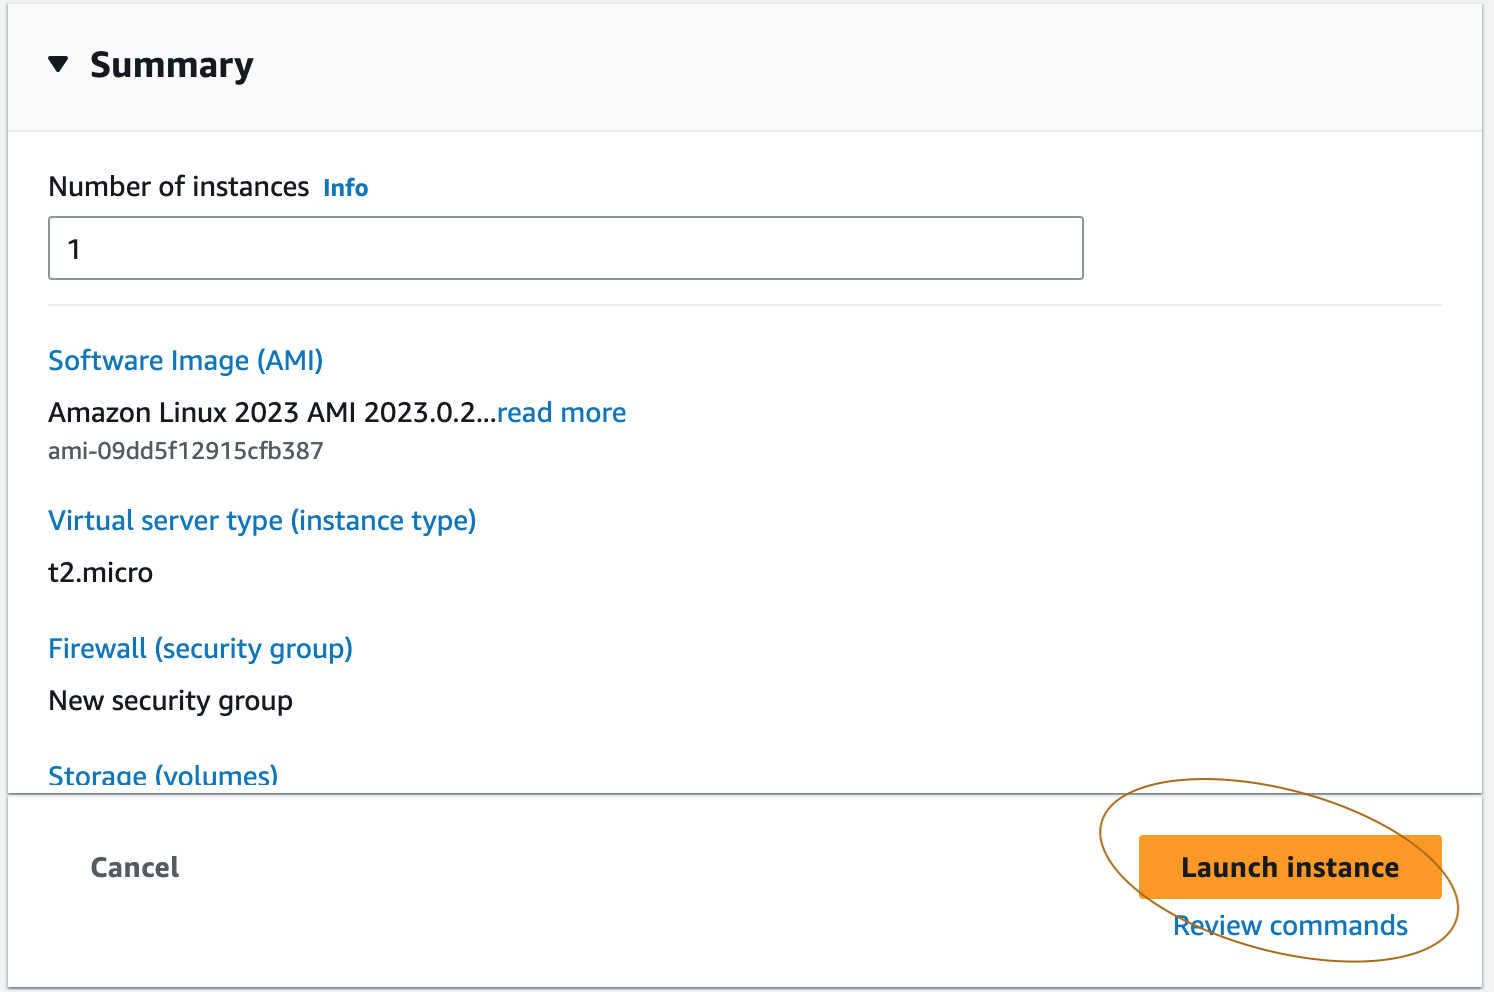 Summary
Number of instances Info
1
Software Image (AMI)
Amazon Linux 2023 AMI 2023.0.2...read more
ami-09dd5f12915cfb387
Virtual server type (instance type)
t2.micro
Firewall (security group)
New security group
Storage (volumes)
Cancel
Launch instance
Review commands